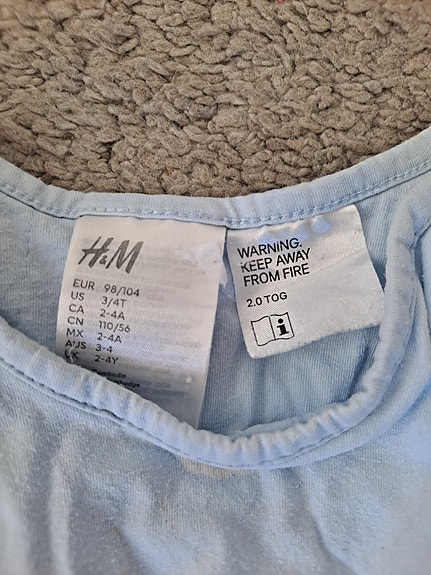 H&M
EUR 98/104
US 3/4T
CA 2-4A
CN 110/56
MX 2-4A
AUS 3-4
UK 2-4Y
WARNING.
KEEP AWAY
FROM FIRE
2.0 TOG
i